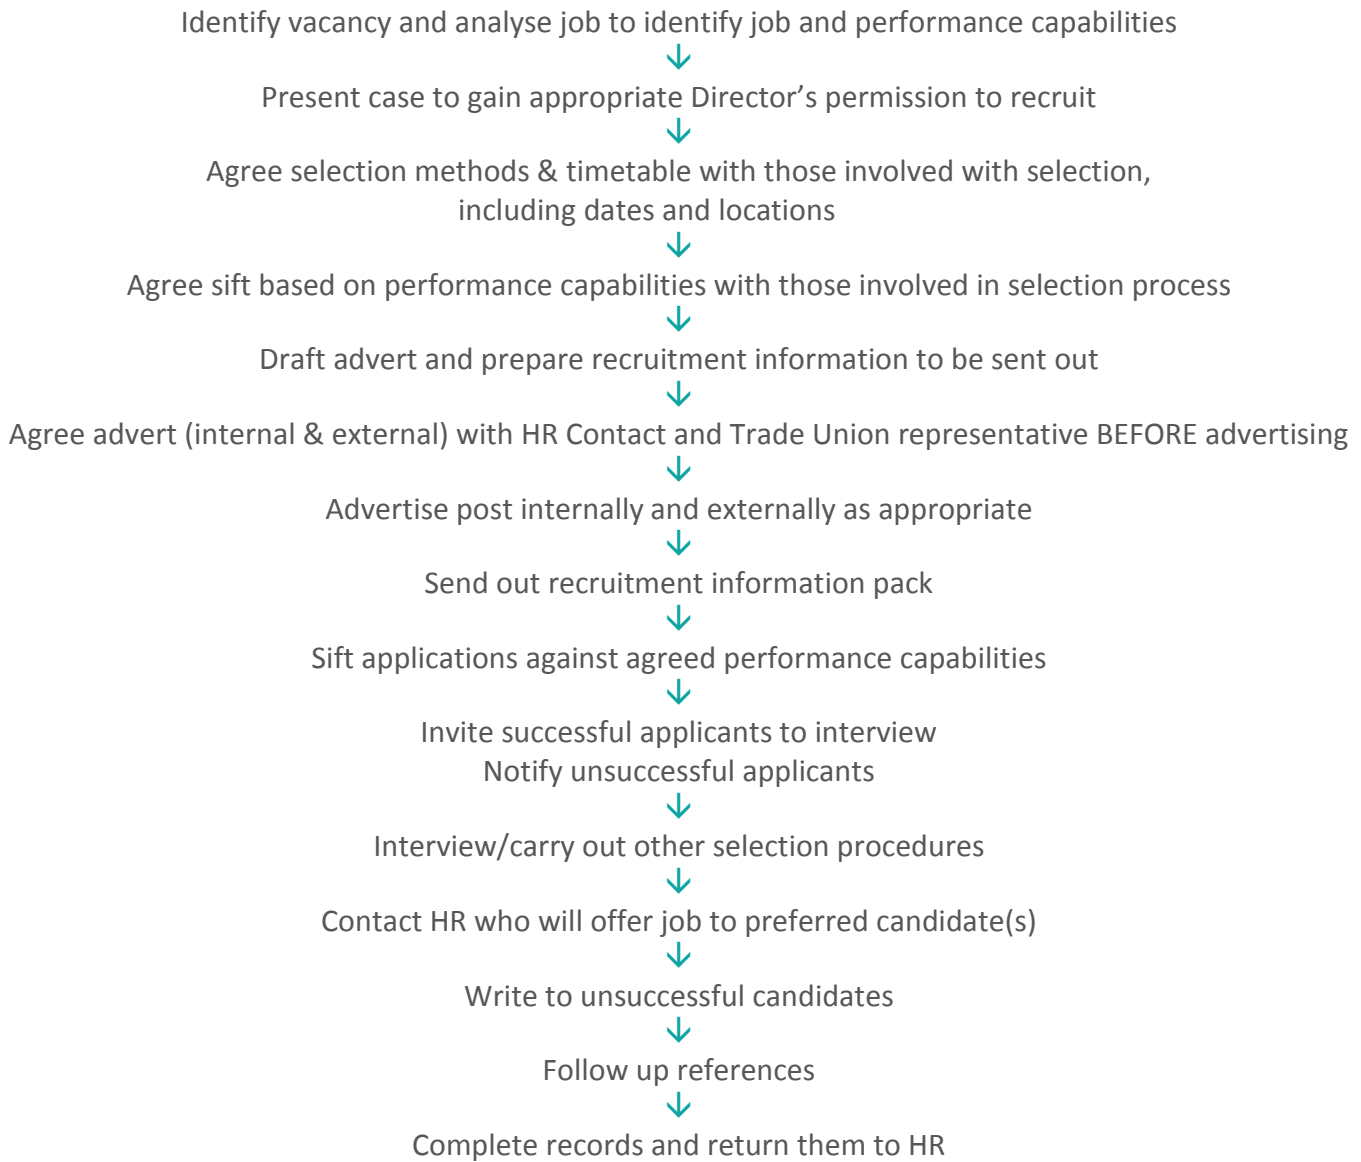 Identify vacancy and analyse job to identify job and performance capabilities
↓
Present case to gain appropriate Director’s permission to recruit
↓
Agree selection methods & timetable with those involved with selection,
including dates and locations
↓
Agree sift based on performance capabilities with those involved in selection process
↓
Draft advert and prepare recruitment information to be sent out
↓
Agree advert (internal & external) with HR Contact and Trade Union representative BEFORE advertising
↓
Advertise post internally and externally as appropriate
↓
Send out recruitment information pack
↓
Sift applications against agreed performance capabilities
↓
Invite successful applicants to interview
Notify unsuccessful applicants
↓
Interview/carry out other selection procedures
↓
Contact HR who will offer job to preferred candidate(s)
↓
Write to unsuccessful candidates
↓
Follow up references
↓
Complete records and return them to HR